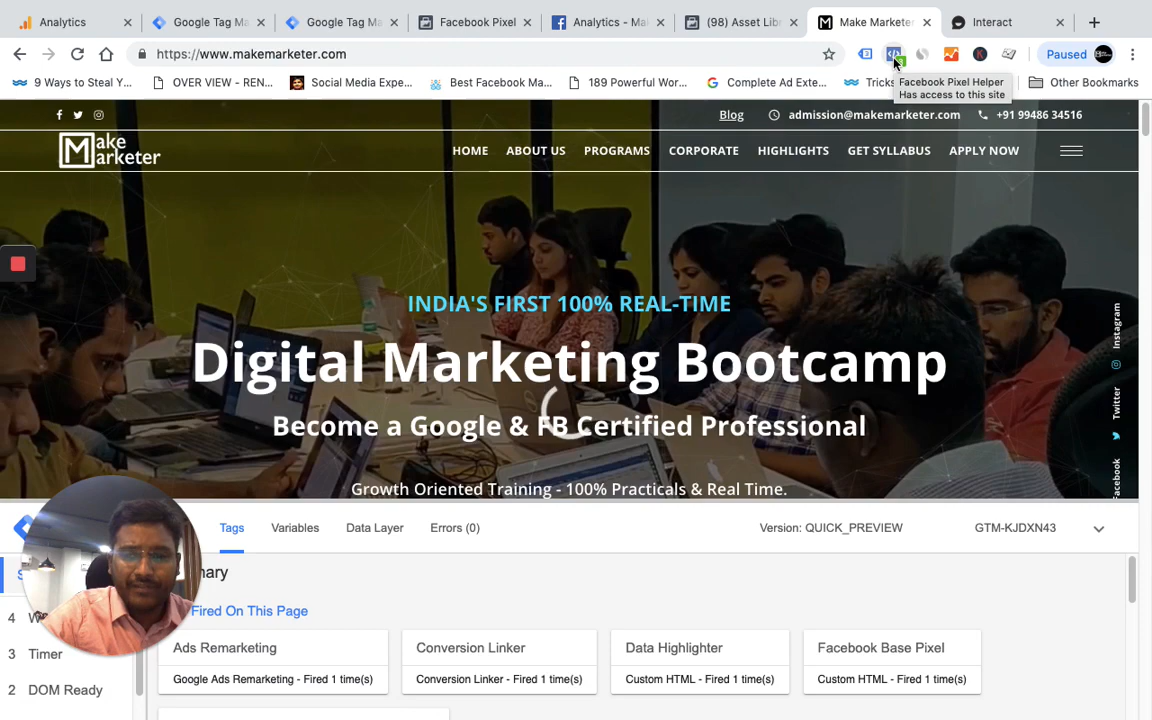 Analytics
Google Tag Ma
Google Tag Ma
Facebook Pixel
Analytics - Ma
(98) Asset Libr
Make Marketer
Interact
https://www.makemarketer.com
Paused
9 Ways to Steal Y...
OVER VIEW - REN...
Social Media Expe...
Best Facebook Ma...
189 Powerful Wor...
Complete Ad Exte...
Tricks
Other Bookmarks
Facebook Pixel Helper
Has access to this site
Blog
admission@makemarketer.com
+91 99486 34516
Make Marketer
HOME
ABOUT US
PROGRAMS
CORPORATE
HIGHLIGHTS
GET SYLLABUS
APPLY NOW
INDIA'S FIRST 100% REAL-TIME
Digital Marketing Bootcamp
Become a Google & FB Certified Professional
Growth Oriented Training - 100% Practicals & Real Time.
Instagram
Twitter
Facebook
Tags
Variables
Data Layer
Errors (0)
Version: QUICK_PREVIEW
GTM-KJDXN43
Fired On This Page
Ads Remarketing
Google Ads Remarketing - Fired 1 time(s)
Conversion Linker
Conversion Linker - Fired 1 time(s)
Data Highlighter
Custom HTML - Fired 1 time(s)
Facebook Base Pixel
Custom HTML - Fired 1 time(s)
4
3 Timer
2 DOM Ready